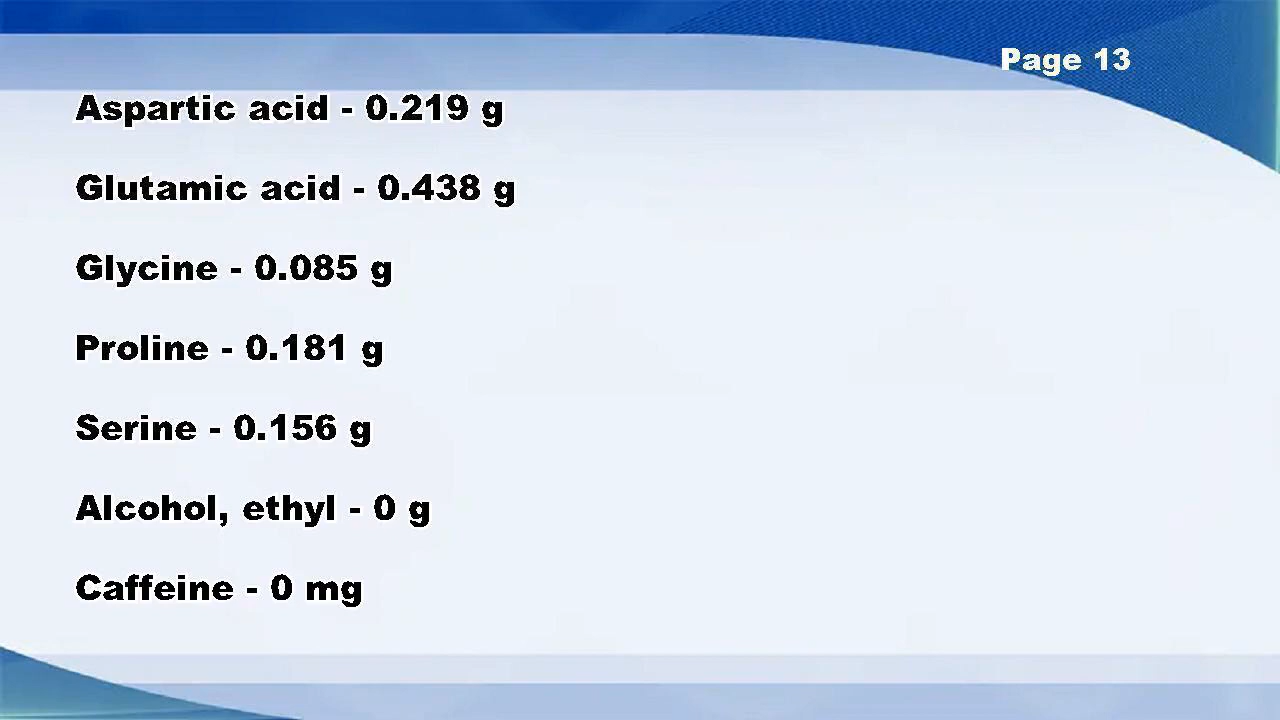 Page 13
Aspartic acid - 0.219 g
Glutamic acid - 0.438 g
Glycine - 0.085 g
Proline - 0.181 g
Serine - 0.156 g
Alcohol, ethyl - 0 g
Caffeine - 0 mg